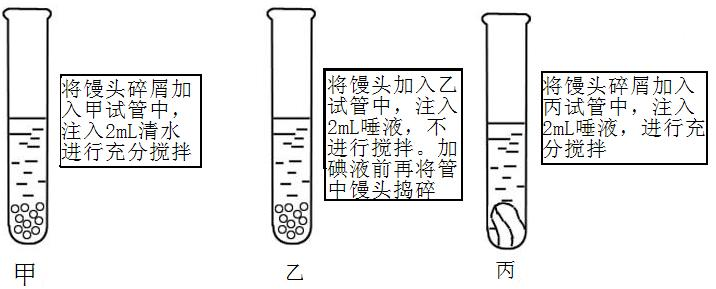 将馒头碎屑加
入甲试管中，
注入2mL清水
进行充分搅拌
甲
将馒头加入乙
试管中，注入
2mL唾液，不
进行搅拌。加
碘液前再将管
中馒头捣碎
乙
将馒头碎屑加入
丙试管中，注入
2mL唾液，进行充
分搅拌
丙